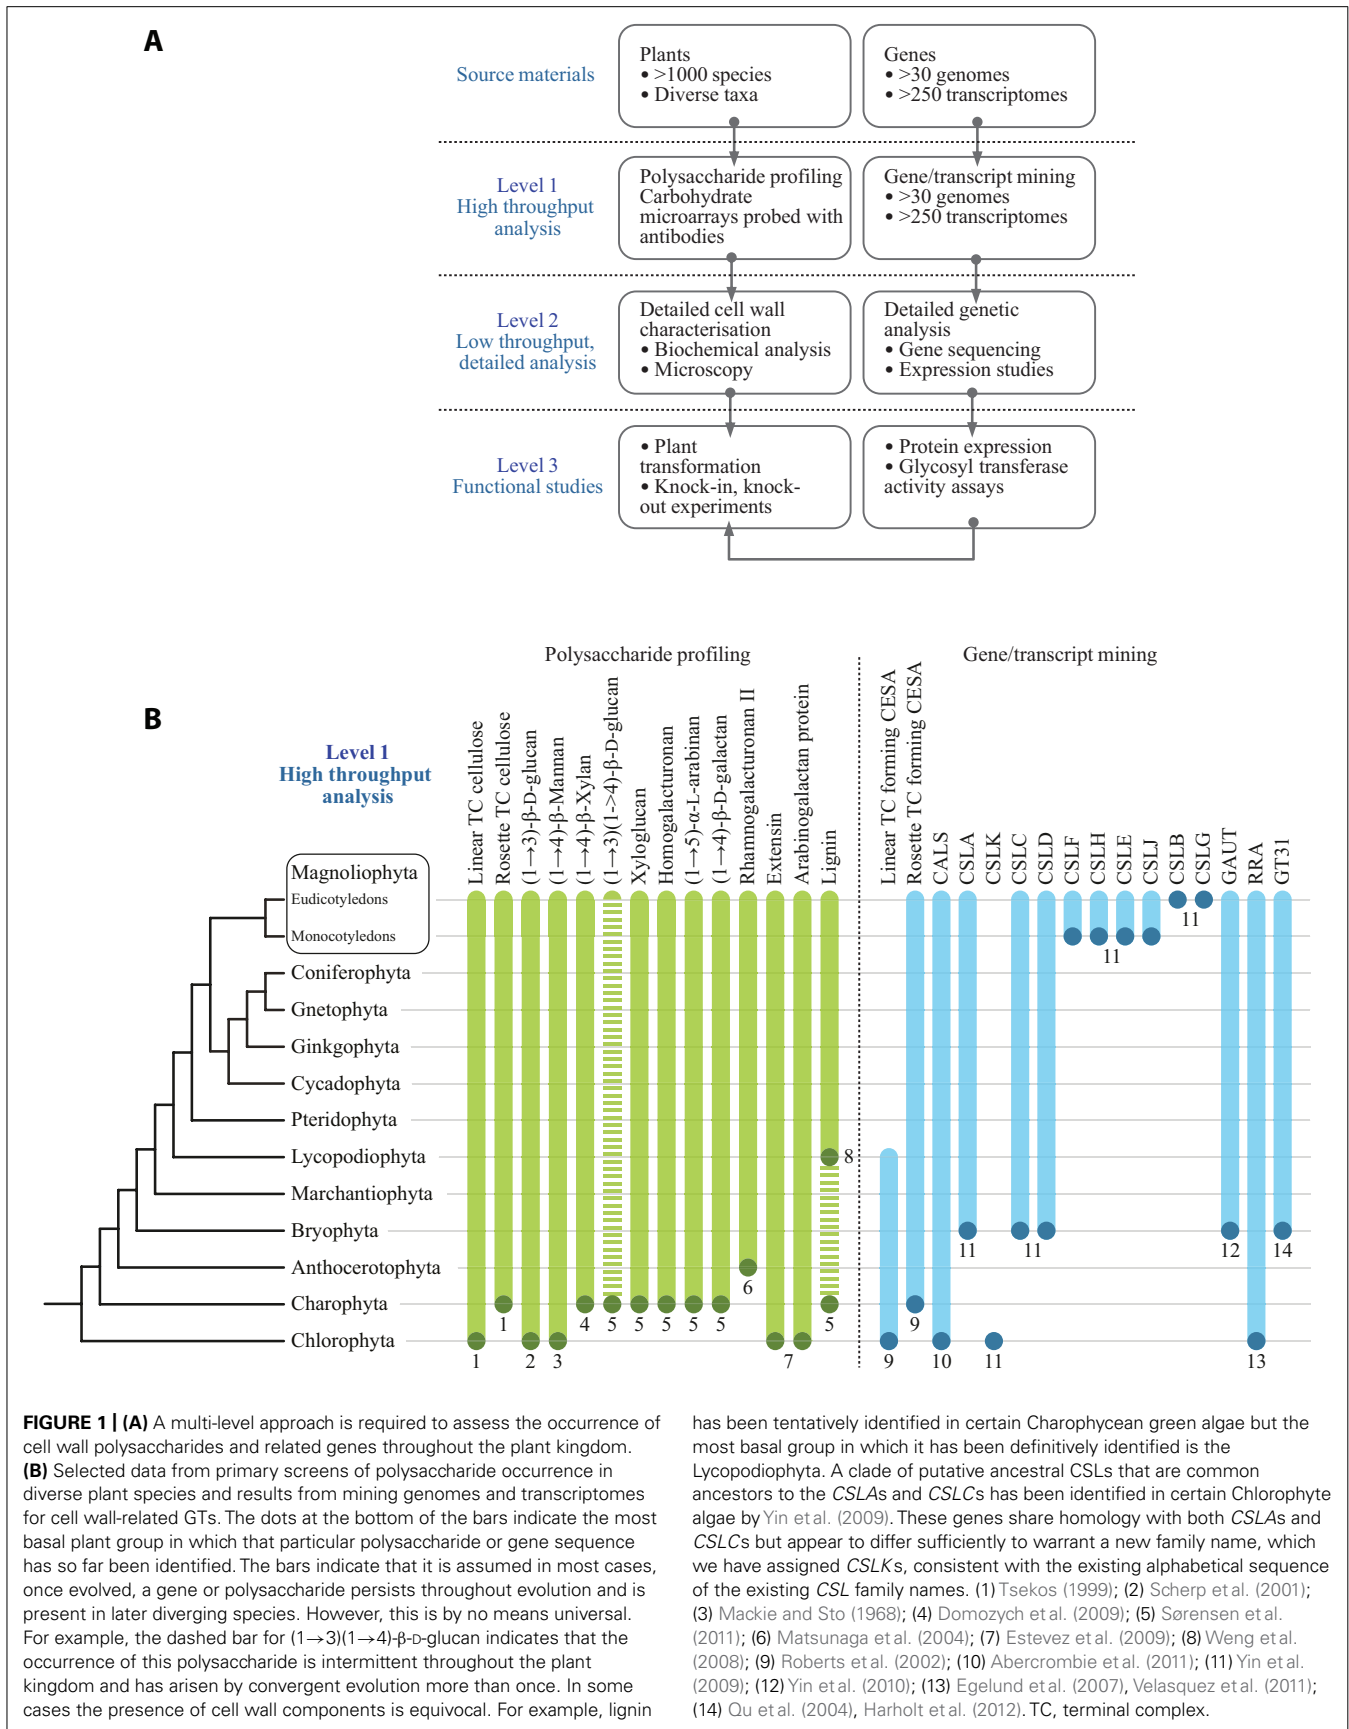 A
Source materials
Plants
• >1000 species
• Diverse taxa
Genes
• >30 genomes
• >250 transcriptomes
Level 1
High throughput
analysis
Polysaccharide profiling
Carbohydrate
microarrays probed with
antibodies
Gene/transcript mining
• >30 genomes
• >250 transcriptomes
Level 2
Low throughput,
detailed analysis
Detailed cell wall
characterisation
• Biochemical analysis
• Microscopy
Detailed genetic
analysis
• Gene sequencing
• Expression studies
Level 3
Functional studies
• Plant
transformation
• Knock-in, knock-
out experiments
• Protein expression
• Glycosyl transferase
activity assays
B
Polysaccharide profiling
Gene/transcript mining
Level 1
High throughput
analysis
Linear TC cellulose
Rosette TC cellulose
(1→3)-β-D-glucan
(1→4)-β-Mannan
(1→4)-β-Xylan
(1→3)(1->4)-β-D-glucan
Xyloglucan
Homogalacturonan
(1→5)-α-L-arabinan
(1→4)-β-D-galactan
Rhamnogalacturonan II
Extensin
Arabinogalactan protein
Lignin
Linear TC forming CESA
Rosette TC forming CESA
CALS
CSLA
CSLK
CSLC
CSLD
CSLF
CSLH
CSLE
CSLJ
CSLB
CSLG
GAUT
RRA
GT31
Magnoliophyta
Eudicotyledons
11
Monocotyledons
11
Coniferophyta
Gnetophyta
Ginkgophyta
Cycadophyta
Pteridophyta
Lycopodiophyta
8
Marchantiophyta
Bryophyta
11 11 12 14
Anthocerotophyta
6
Charophyta
1 4 5 5 5 5 5 5 9
Chlorophyta
1 2 3 7 9 10 11 13
FIGURE 1 | (A) A multi-level approach is required to assess the occurrence of
cell wall polysaccharides and related genes throughout the plant kingdom.
(B) Selected data from primary screens of polysaccharide occurrence in
diverse plant species and results from mining genomes and transcriptomes
for cell wall-related GTs. The dots at the bottom of the bars indicate the most
basal plant group in which that particular polysaccharide or gene sequence
has so far been identified. The bars indicate that it is assumed in most cases,
once evolved, a gene or polysaccharide persists throughout evolution and is
present in later diverging species. However, this is by no means universal.
For example, the dashed bar for (1→3)(1→4)-β-D-glucan indicates that the
occurrence of this polysaccharide is intermittent throughout the plant
kingdom and has arisen by convergent evolution more than once. In some
cases the presence of cell wall components is equivocal. For example, lignin
has been tentatively identified in certain Charophycean green algae but the
most basal group in which it has been definitively identified is the
Lycopodiophyta. A clade of putative ancestral CSLs that are common
ancestors to the CSLAs and CSLCs has been identified in certain Chlorophyte
algae by Yin et al. (2009). These genes share homology with both CSLAs and
CSLCs but appear to differ sufficiently to warrant a new family name, which
we have assigned CSLKs, consistent with the existing alphabetical sequence
of the existing CSL family names. (1) Tsekos (1999); (2) Scherp et al. (2001);
(3) Mackie and Sto (1968); (4) Domozych et al. (2009); (5) Sørensen et al.
(2011); (6) Matsunaga et al. (2004); (7) Estevez et al. (2009); (8) Weng et al.
(2008); (9) Roberts et al. (2002); (10) Abercrombie et al. (2011); (11) Yin et al.
(2009); (12) Yin et al. (2010); (13) Egelund et al. (2007), Velasquez et al. (2011);
(14) Qu et al. (2004), Harholt et al. (2012). TC, terminal complex.